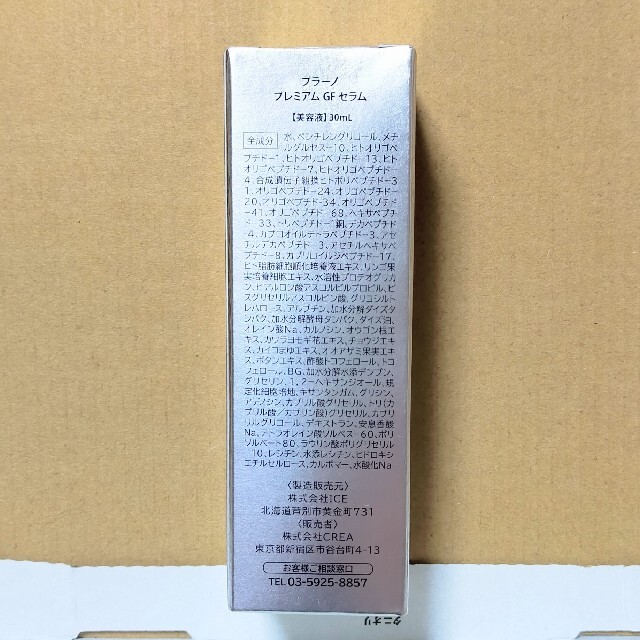 プラーノ
プレミアム GF セラム
【美容液】30mL
全成分 水、ペンチレングリコール、メチ
ルグルセス-10、ヒトオリゴペ
プチド-1、ヒトオリゴペプチド-13、ヒト
オリゴペプチド-7、ヒトオリゴペプチド-
4、合成遺伝子組換ヒトポリペプチド-3
1、オリゴペプチド-24、オリゴペプチド-
20、オリゴペプチド-34、オリゴペプチド
-41、オリゴペプチド-68、ヘキサペプチ
ド-33、トリペプチド-1銅、デカペプチド
-4、カプロオイルテトラペプチド-3、アセ
チルデカペプチド-3、アセチルヘキサペ
プチド-8、カプリロイルジペプチド-17、
ヒト脂肪細胞順化培養液エキス、リンゴ果
実培養細胞エキス、水溶性プロテオグリカ
ン、ヒアルロン酸アスコルビルプロピル、ビ
スグリセリルアスコルビン酸、グリコシルト
レハロース、アルブチン、加水分解ダイズタ
ンパク、加水分解酵母タンパク、ダイズ油、
オレイン酸Na、カルノシン、オウゴン根エ
キス、カワラヨモギ花エキス、チョウジエキ
ス、カイコまゆエキス、オオアザミ果実エキ
ス、ボタンエキス、酢酸トコフェロール、トコ
フェロール、BG、加水分解水添デンプン、
グリセリン、1,2-ヘキサンジオール、規
定化細胞培地、キサンタンガム、グリシン、
アデノシン、カプリル酸グリセリル、トリ(カ
プリル酸/カプリン酸)グリセリル、カプリ
リルグリコール、デキストラン、安息香酸
Na、テトラオレイン酸ソルベス-60、ポリ
ソルベート80、ラウリン酸ポリグリセリル
-10、レシチン、水添レシチン、ヒドロキシ
エチルセルロース、カルボマー、水酸化Na
〈製造販売元〉
株式会社ICE
北海道芦別市黄金町731
〈販売者〉
株式会社CREA
東京都新宿区市谷台町4-13
お客様ご相談窓口
TEL 03-5925-8857
タニオリ